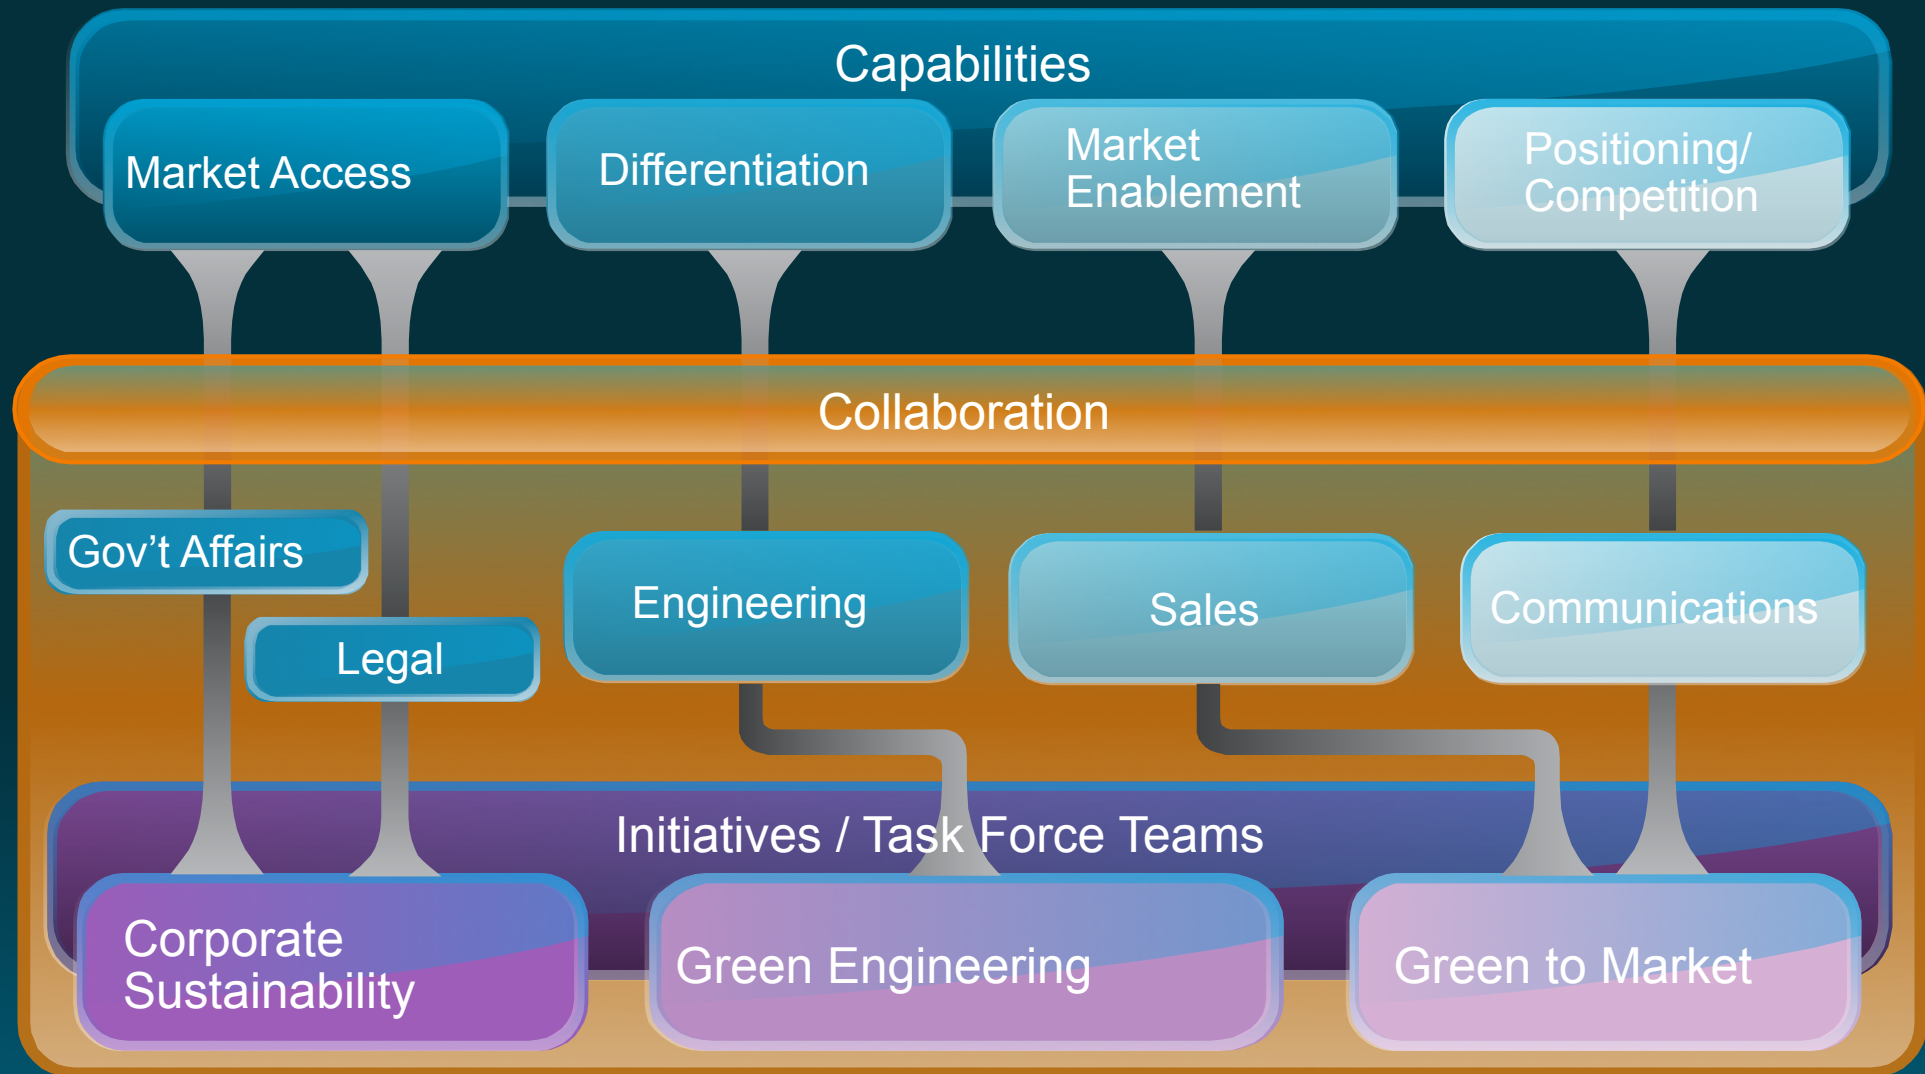 Capabilities
Market Access
Differentiation
Market
Enablement
Positioning/
Competition
Collaboration
Gov’t Affairs
Legal
Engineering
Sales
Communications
Initiatives / Task Force Teams
Corporate
Sustainability
Green Engineering
Green to Market